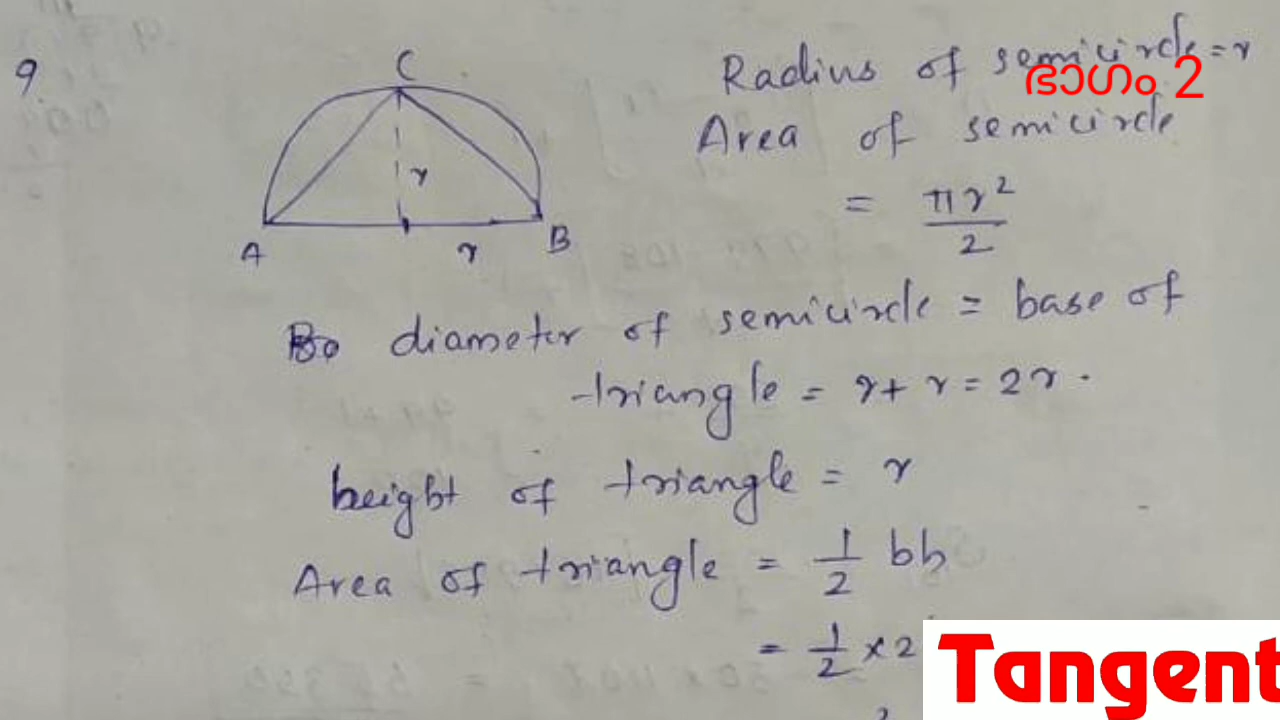 9
C
r
A
r
B
Radius of semicircle = r
ഭാഗം 2
Area of semicircle
= πr²/2
diameter of semicircle = base of
triangle = r + r = 2r.
height of triangle = r
Area of triangle = 1/2 bh
= 1/2 × 2
Tangent